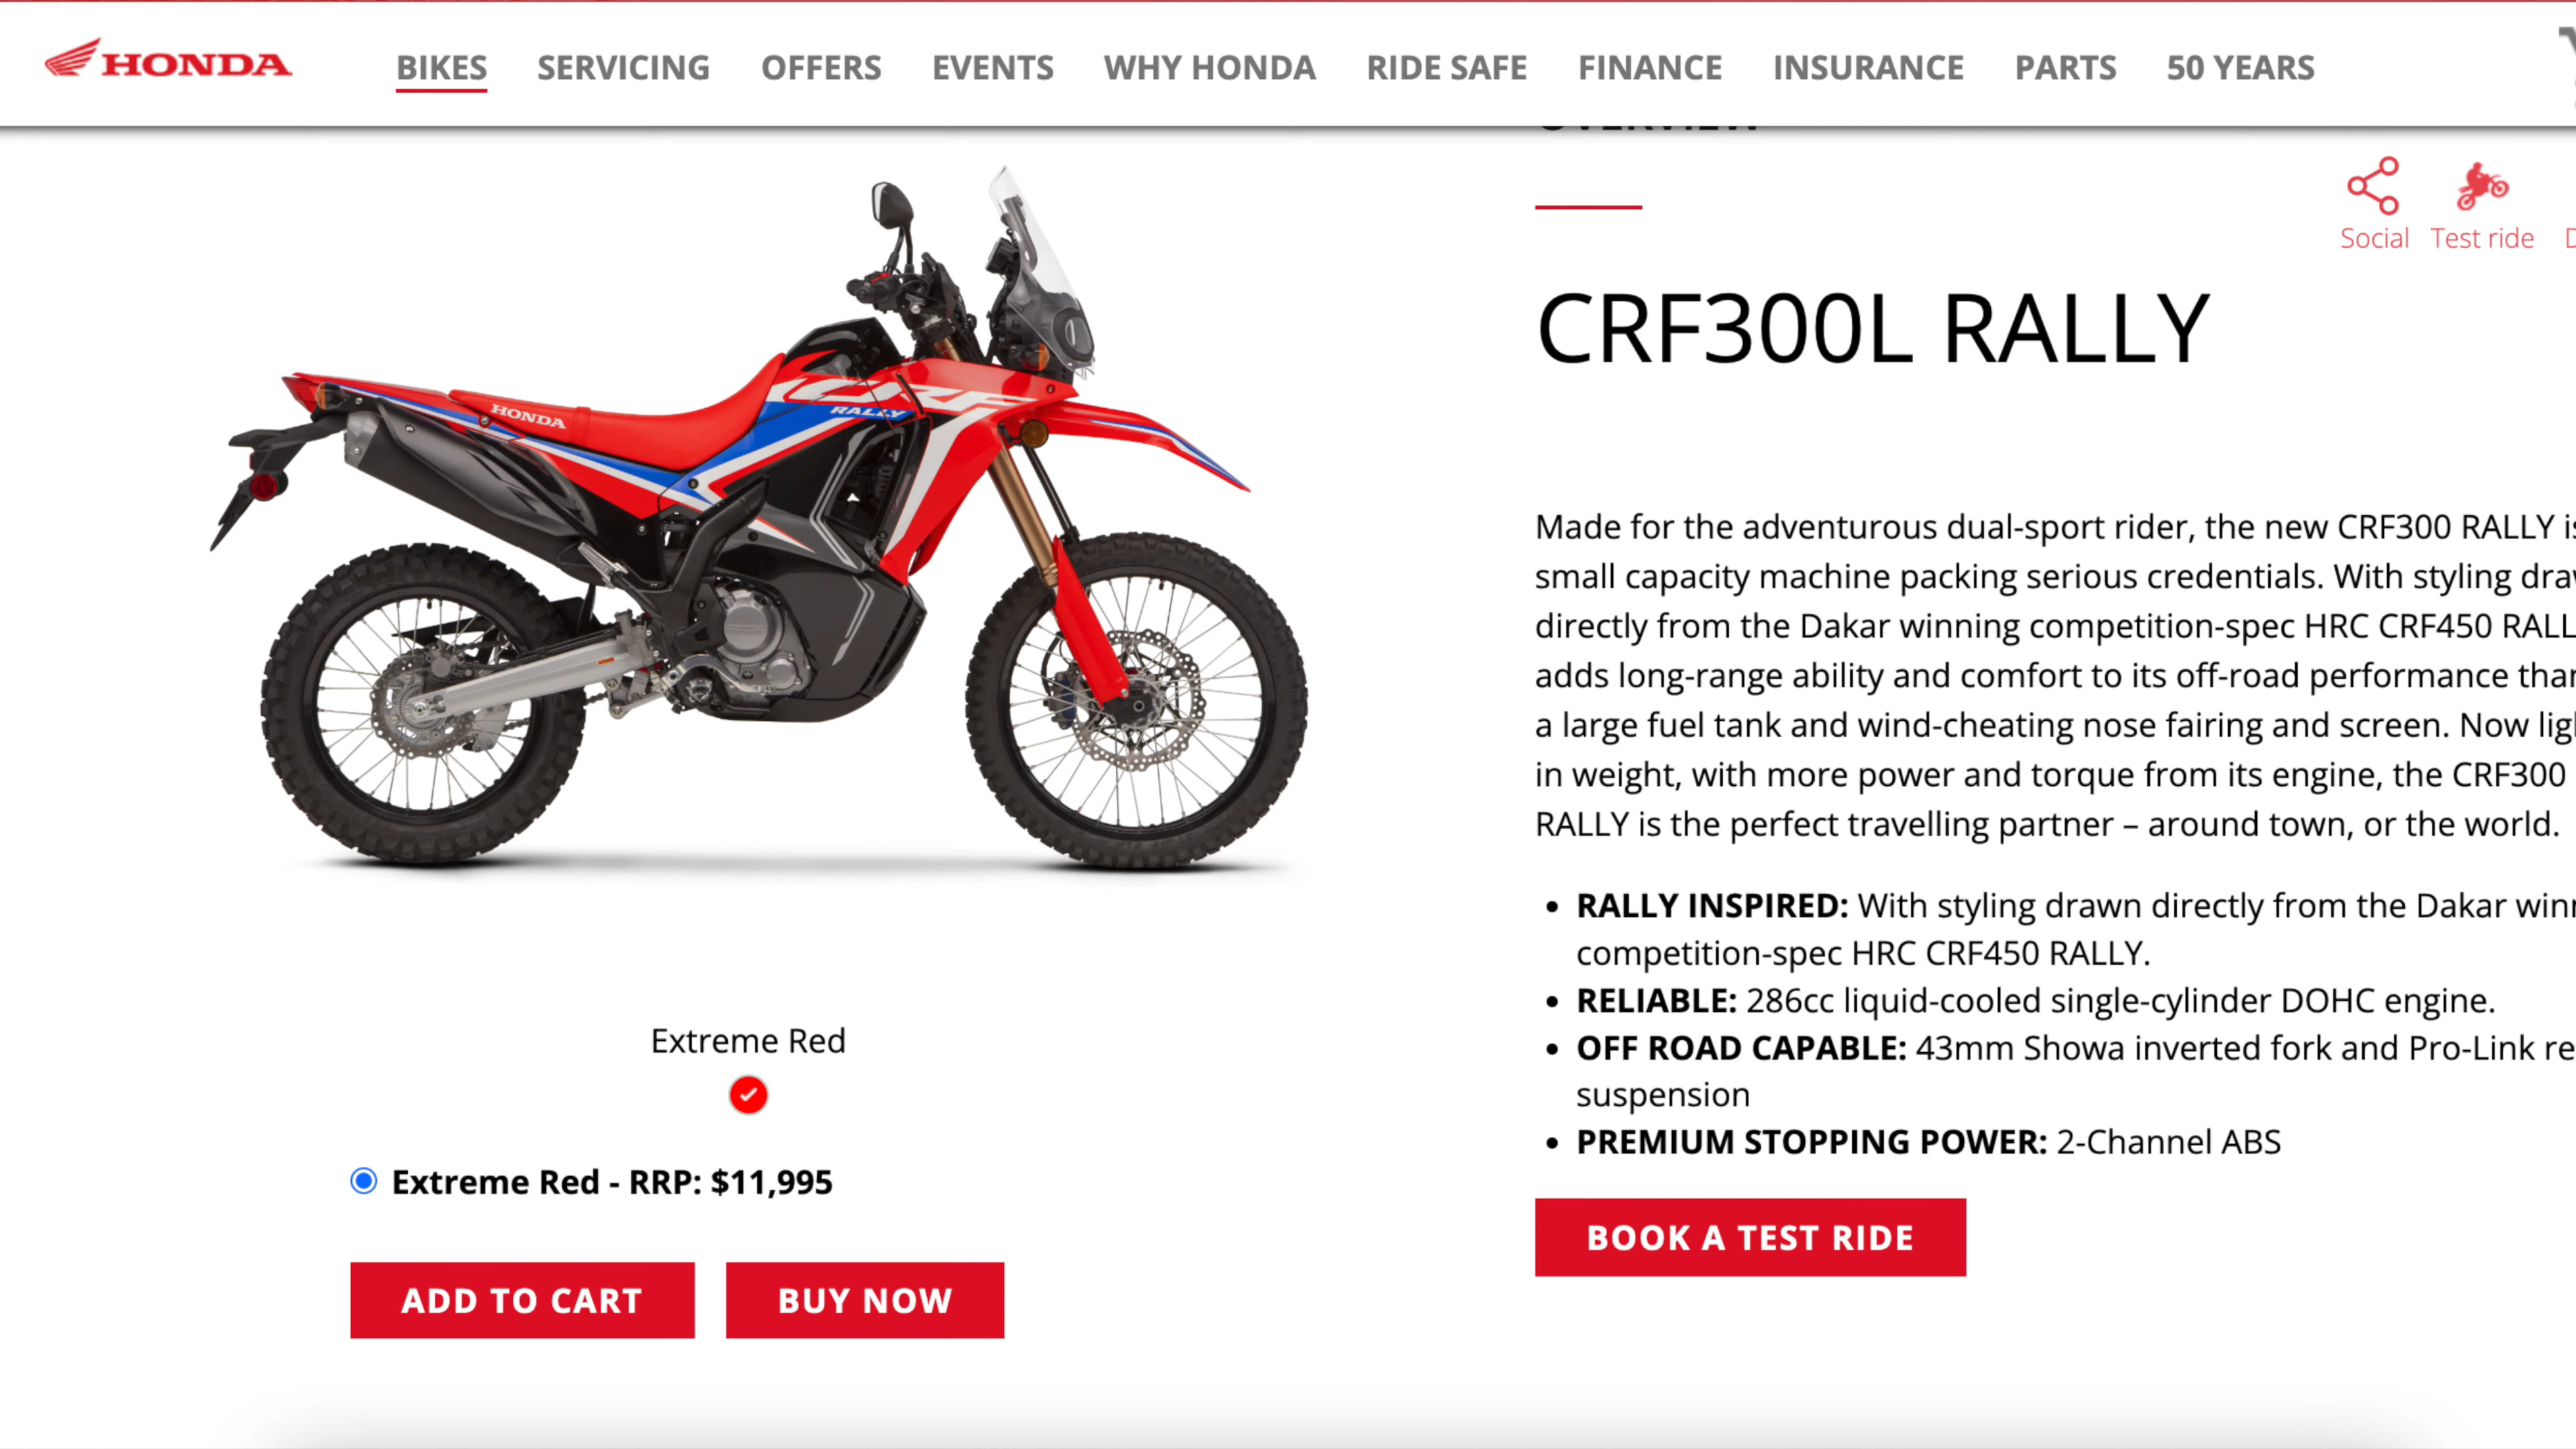 HONDA
BIKES SERVICING OFFERS EVENTS WHY HONDA RIDE SAFE FINANCE INSURANCE PARTS 50 YEARS
OVERVIEW
Social Test ride D
CRF300L RALLY
HONDA
CRF
RALLY
Made for the adventurous dual-sport rider, the new CRF300 RALLY is
small capacity machine packing serious credentials. With styling draw
directly from the Dakar winning competition-spec HRC CRF450 RALL
adds long-range ability and comfort to its off-road performance than
a large fuel tank and wind-cheating nose fairing and screen. Now ligh
in weight, with more power and torque from its engine, the CRF300
RALLY is the perfect travelling partner – around town, or the world.
• RALLY INSPIRED: With styling drawn directly from the Dakar winn
competition-spec HRC CRF450 RALLY.
• RELIABLE: 286cc liquid-cooled single-cylinder DOHC engine.
• OFF ROAD CAPABLE: 43mm Showa inverted fork and Pro-Link re
suspension
• PREMIUM STOPPING POWER: 2-Channel ABS
BOOK A TEST RIDE
Extreme Red
Extreme Red - RRP: $11,995
ADD TO CART BUY NOW